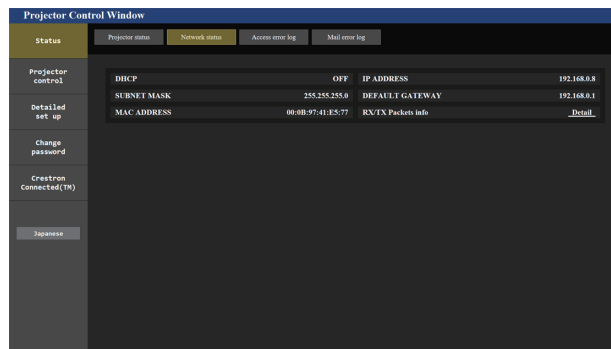 Projector Control Window
Status
Projector status
Network status
Access error log
Mail error log
Projector
control
Detailed
set up
Change
password
Crestron
Connected(TM)
Japanese
DHCP OFF IP ADDRESS 192.168.0.8
SUBNET MASK 255.255.255.0 DEFAULT GATEWAY 192.168.0.1
MAC ADDRESS 00:0B:97:41:E5:77 RX/TX Packets info Detail